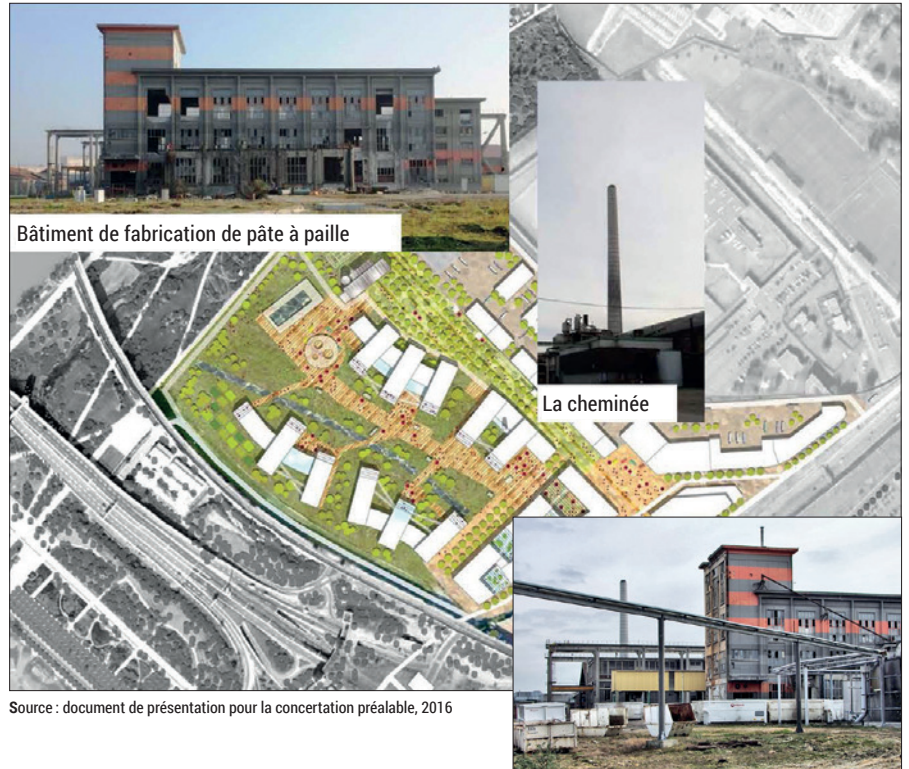 Bâtiment de fabrication de pâte à paille
La cheminée
Source : document de présentation pour la concertation préalable, 2016